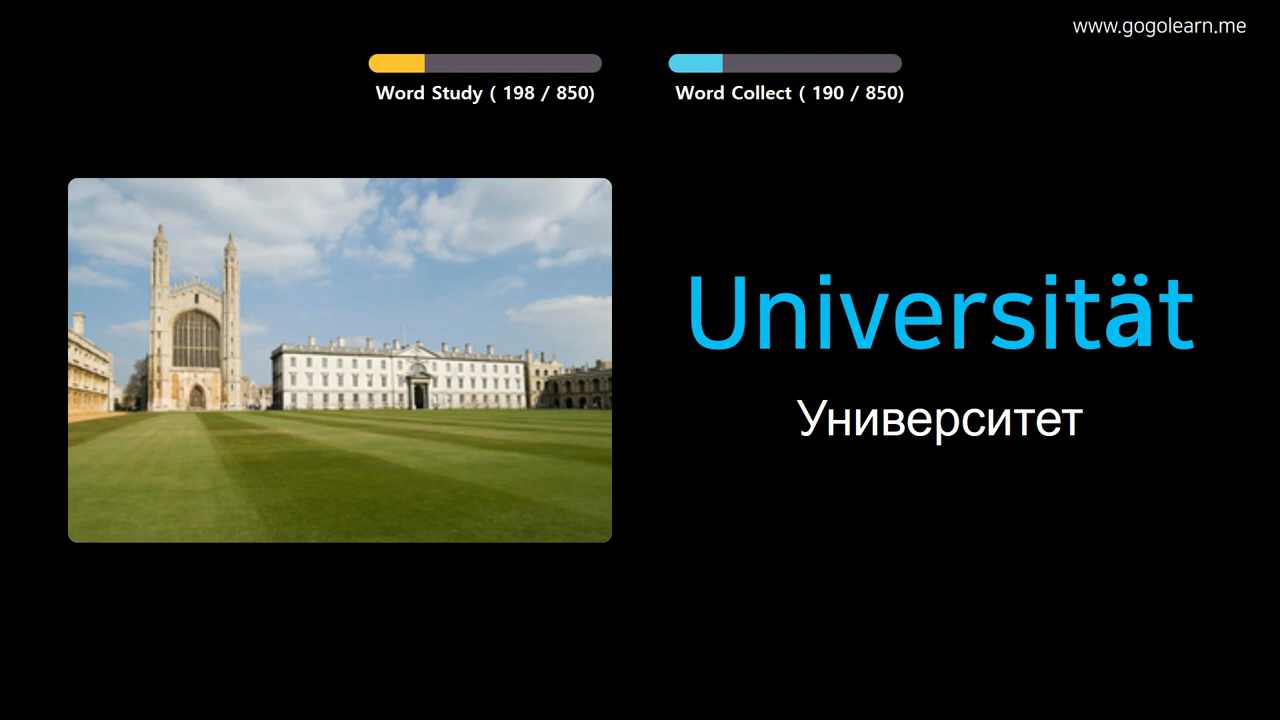 www.gogolearn.me
Word Study ( 198 / 850)
Word Collect ( 190 / 850)
Universität
Университет